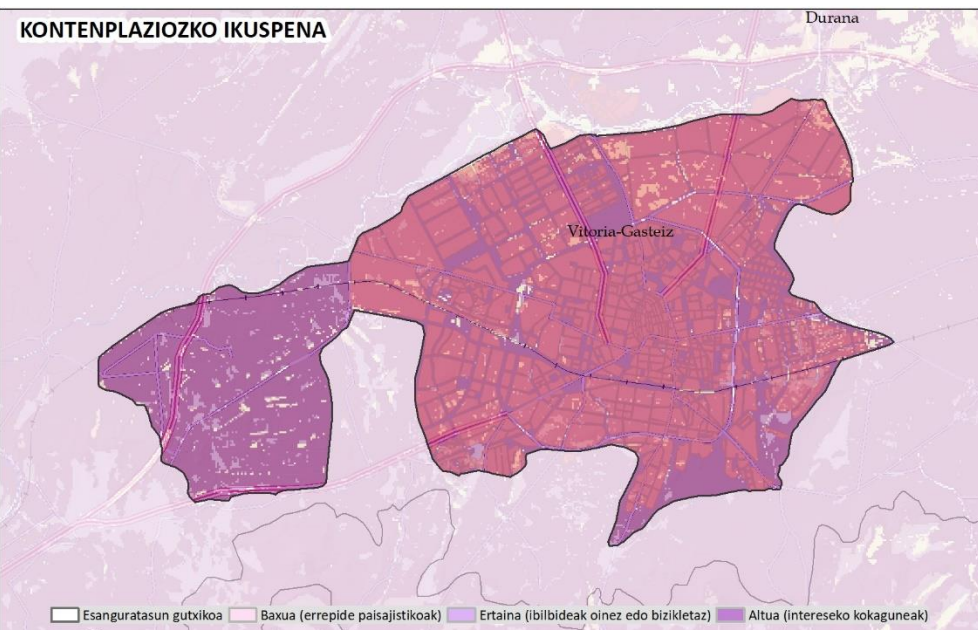 KONTENPLAZIOZKO IKUSPENA
Durana
Vitoria-Gasteiz
Esanguratasun gutxikoa Baxua (errepide paisajistikoak) Ertaina (ibilbideak oinez edo bizikletaz) Altua (intereseko kokaguneak)